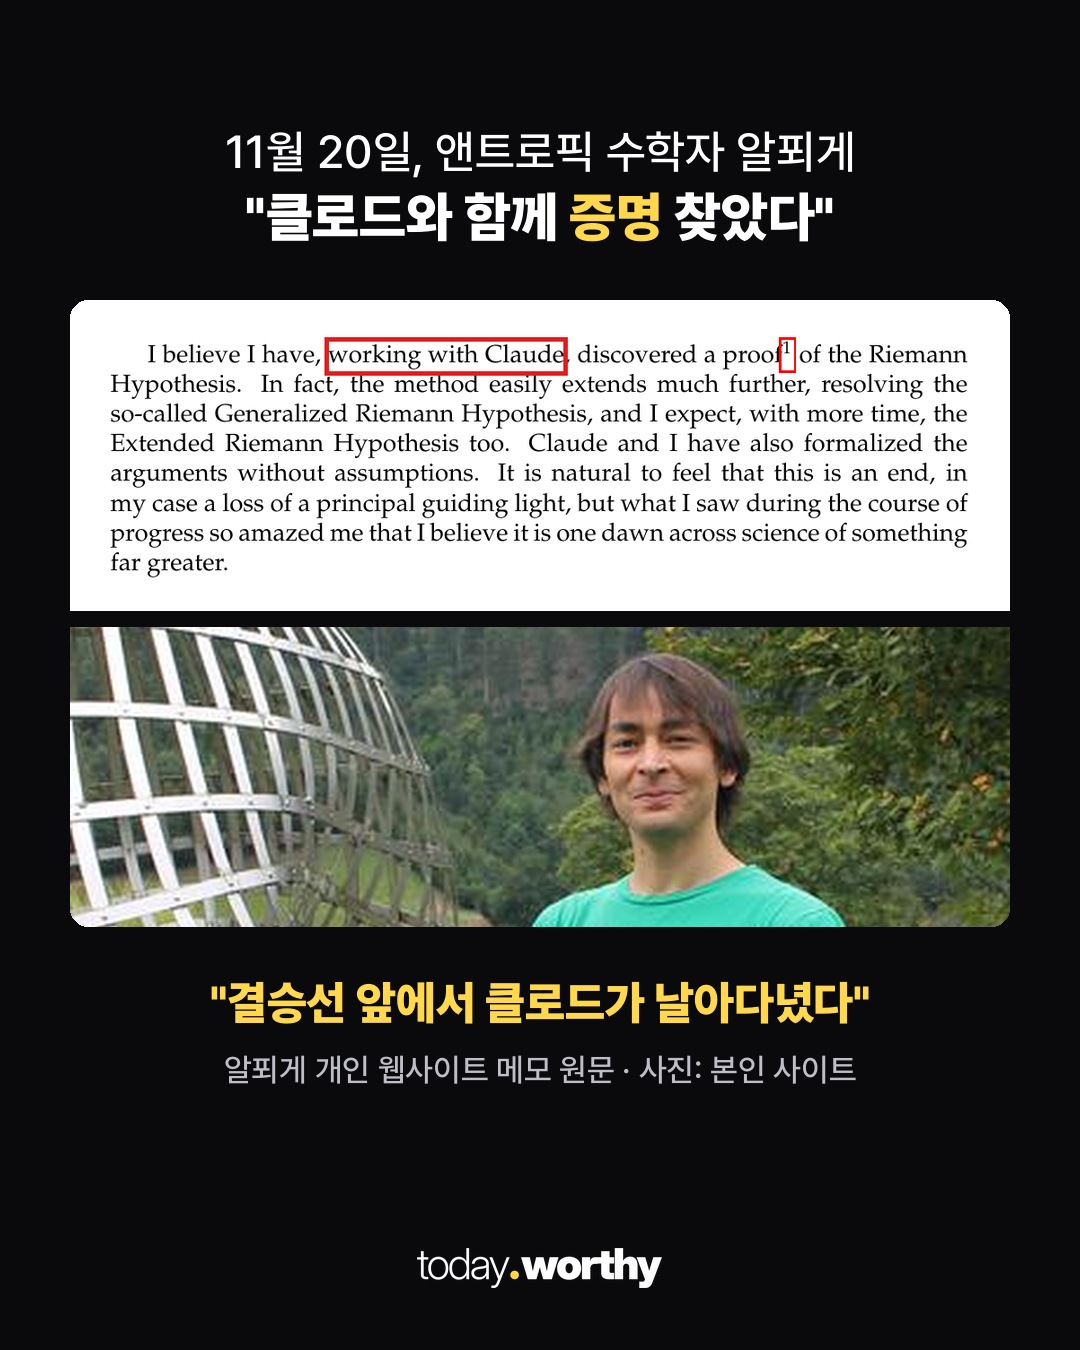 11월 20일, 앤트로픽 수학자 알푀게
"클로드와 함께 증명 찾았다"
I believe I have, working with Claude, discovered a proof¹ of the Riemann
Hypothesis. In fact, the method easily extends much further, resolving the
so-called Generalized Riemann Hypothesis, and I expect, with more time, the
Extended Riemann Hypothesis too. Claude and I have also formalized the
arguments without assumptions. It is natural to feel that this is an end, in
my case a loss of a principal guiding light, but what I saw during the course of
progress so amazed me that I believe it is one dawn across science of something
far greater.
"결승선 앞에서 클로드가 날아다녔다"
알푀게 개인 웹사이트 메모 원문 · 사진: 본인 사이트
today.worthy